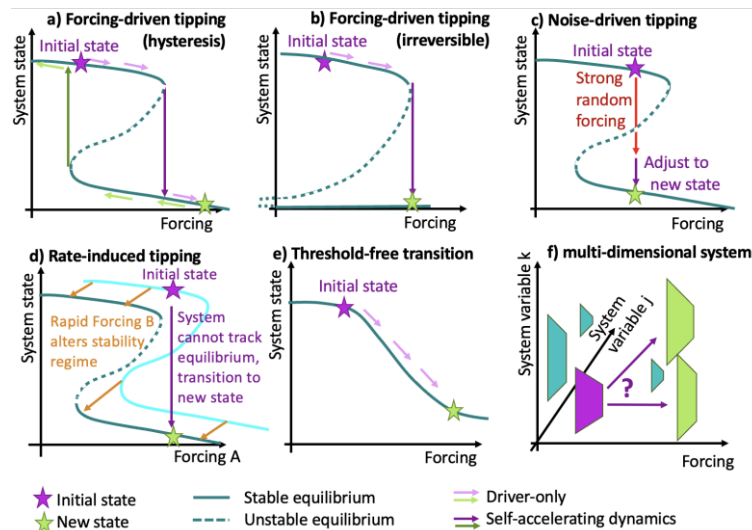 a) Forcing-driven tipping
(hysteresis)
Initial state
System state
Forcing
b) Forcing-driven tipping
(irreversible)
Initial state
System state
Forcing
c) Noise-driven tipping
Initial state
Strong
random
forcing
Adjust to
new state
System state
Forcing
d) Rate-induced tipping
Initial state
Rapid Forcing B
alters stability
regime
System
cannot track
equilibrium,
transition to
new state
System state
Forcing A
e) Threshold-free transition
Initial state
System state
Forcing
f) multi-dimensional system
System variable k
System
variable j
?
Forcing
Initial state
New state
Stable equilibrium
Unstable equilibrium
Driver-only
Self-accelerating dynamics